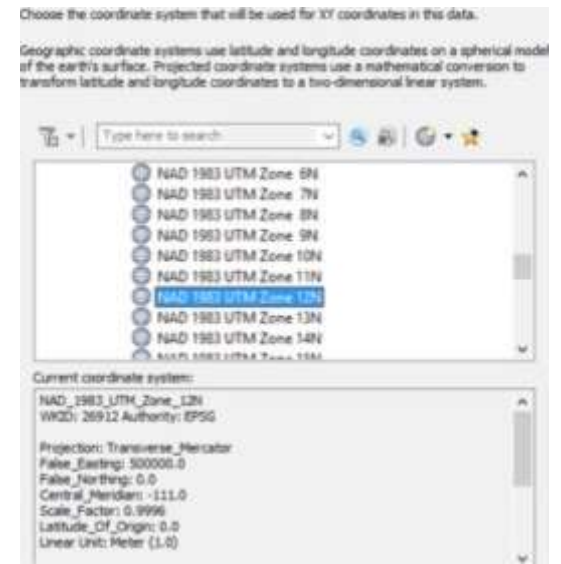 Choose the coordinate system that will be used for XY coordinates in this data.
Geographic coordinate systems use latitude and longitude coordinates on a spherical model
of the earth's surface. Projected coordinate systems use a mathematical conversion to
transform latitude and longitude coordinates to a two-dimensional linear system.
Type here to search
NAD 1983 UTM Zone 6N
NAD 1983 UTM Zone 7N
NAD 1983 UTM Zone 8N
NAD 1983 UTM Zone 9N
NAD 1983 UTM Zone 10N
NAD 1983 UTM Zone 11N
NAD 1983 UTM Zone 12N
NAD 1983 UTM Zone 13N
NAD 1983 UTM Zone 14N
NAD 1983 UTM Zone 15N
Current coordinate system:
NAD_1983_UTM_Zone_12N
WKID: 26912 Authority: EPSG
Projection: Transverse_Mercator
False_Easting: 500000.0
False_Northing: 0.0
Central_Meridian: -111.0
Scale_Factor: 0.9996
Latitude_Of_Origin: 0.0
Linear Unit: Meter (1.0)